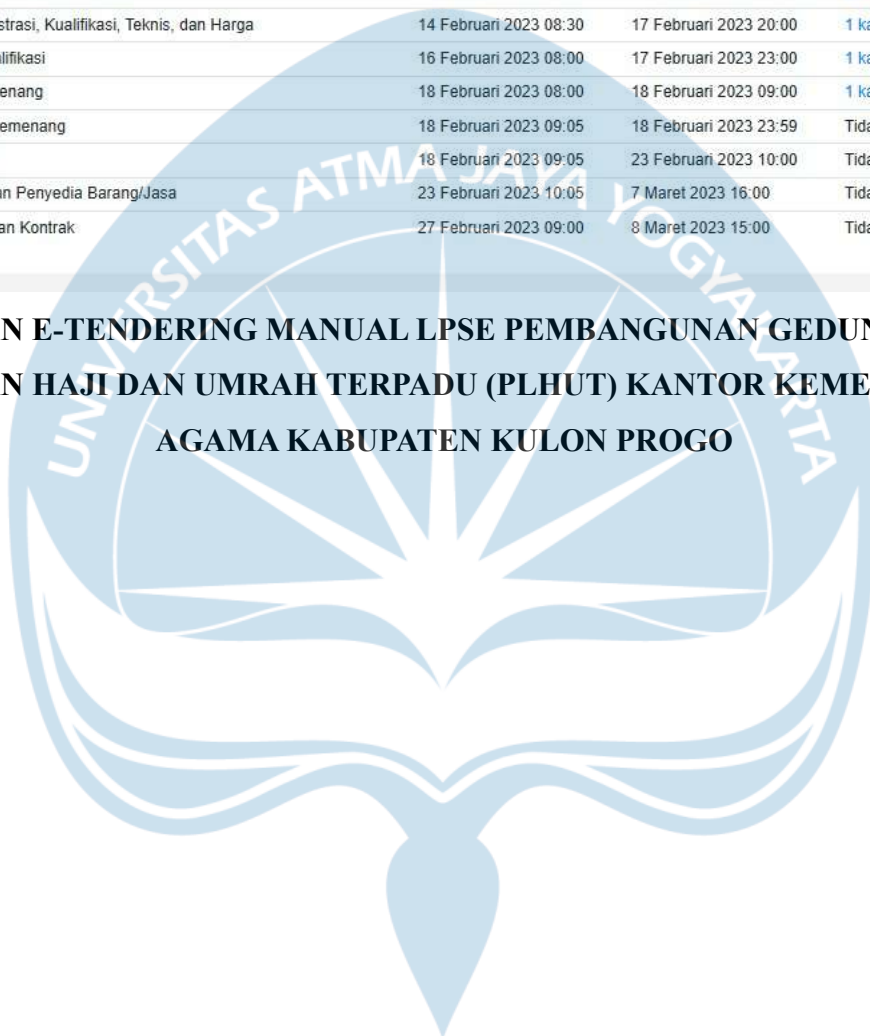 strasi, Kualifikasi, Teknis, dan Harga 14 Februari 2023 08:30 17 Februari 2023 20:00 1 ka
lifikasi 16 Februari 2023 08:00 17 Februari 2023 23:00 1 ka
enang 18 Februari 2023 08:00 18 Februari 2023 09:00 1 ka
emenang 18 Februari 2023 09:05 18 Februari 2023 23:59 Tida
18 Februari 2023 09:05 23 Februari 2023 10:00 Tida
n Penyedia Barang/Jasa 23 Februari 2023 10:05 7 Maret 2023 16:00 Tida
an Kontrak 27 Februari 2023 09:00 8 Maret 2023 15:00 Tida
UNIVERSITAS ATMA JAYA YOGYAKARTA
N E-TENDERING MANUAL LPSE PEMBANGUNAN GEDUN
N HAJI DAN UMRAH TERPADU (PLHUT) KANTOR KEME
AGAMA KABUPATEN KULON PROGO